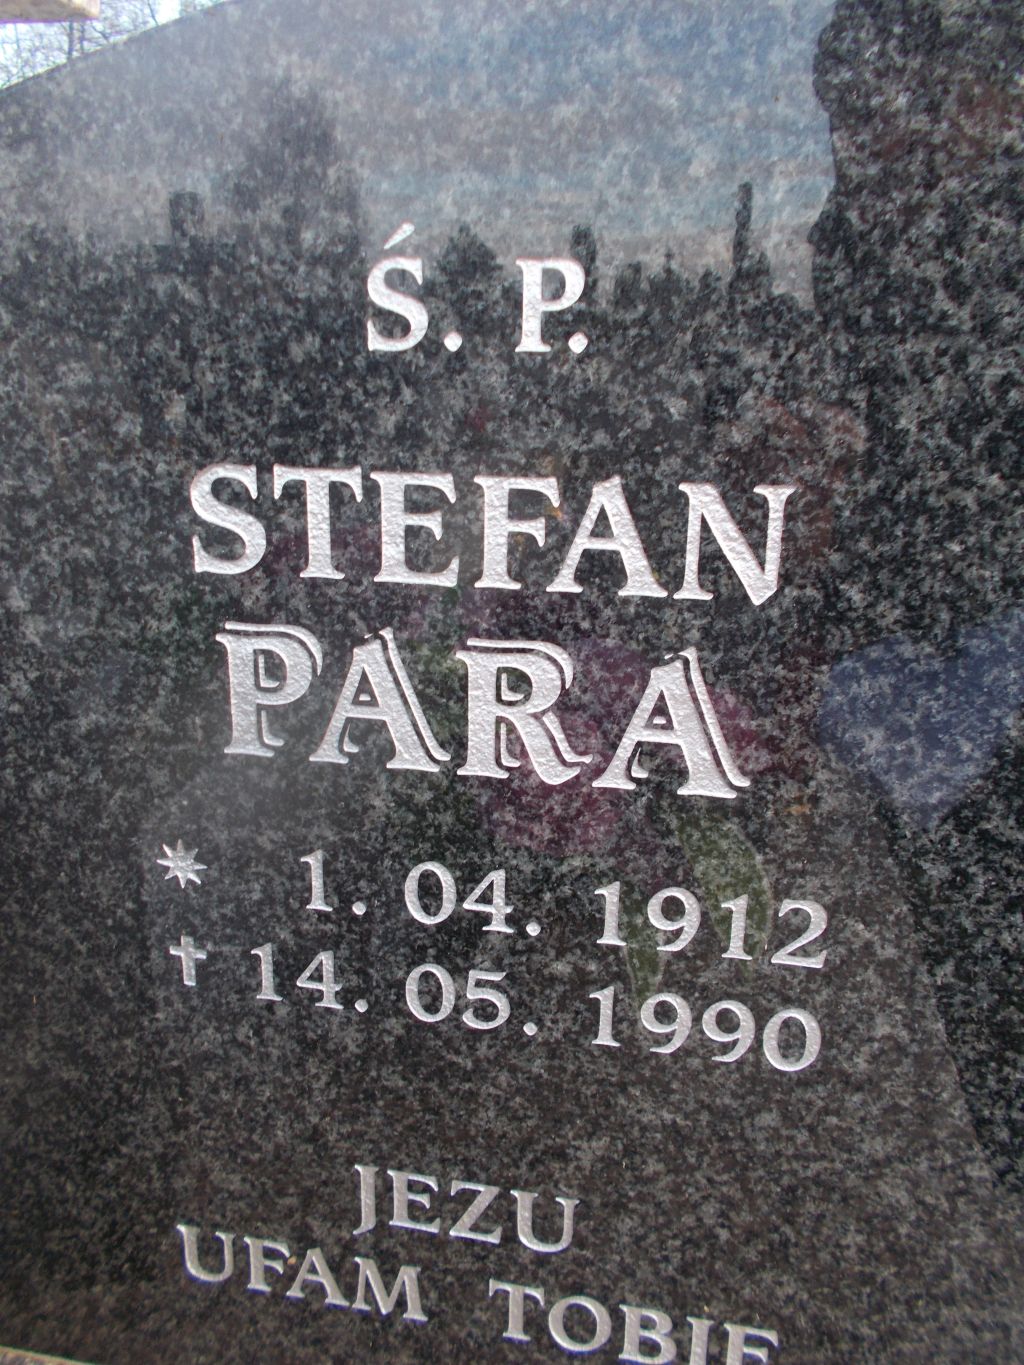 Ś. P.
STEFAN
PARA
* 1. 04. 1912
✝ 14. 05. 1990
JEZU
UFAM TOBIE